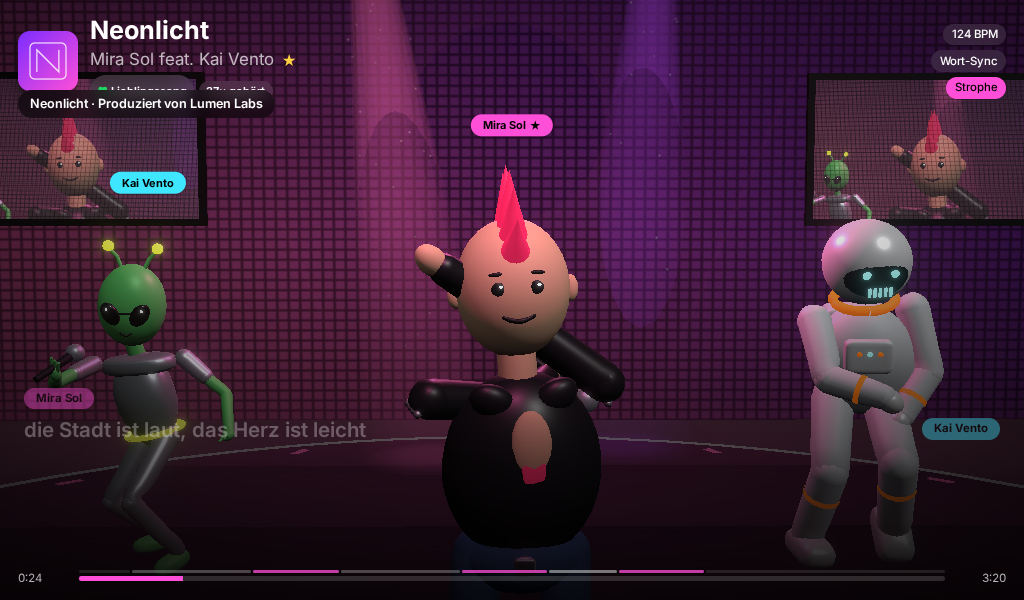 Neonlicht
Mira Sol feat. Kai Vento ★
Neonlicht · Produziert von Lumen Labs
124 BPM
Wort-Sync
Strophe
Mira Sol ★
Kai Vento
Mira Sol
die Stadt ist laut, das Herz ist leicht
Kai Vento
0:24
3:20